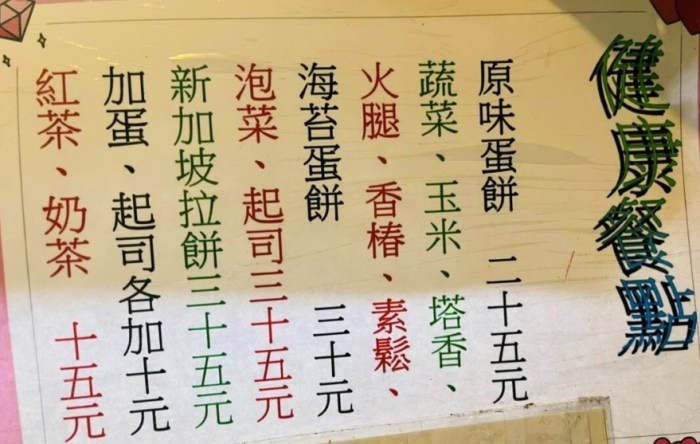 健康餐點
原味蛋餅 二十五元
蔬菜、玉米、塔香、
火腿、香椿、素鬆、
海苔蛋餅 三十元
泡菜、起司三十五元
新加坡拉餅三十五元
加蛋、起司各加十元
紅茶、奶茶 十五元